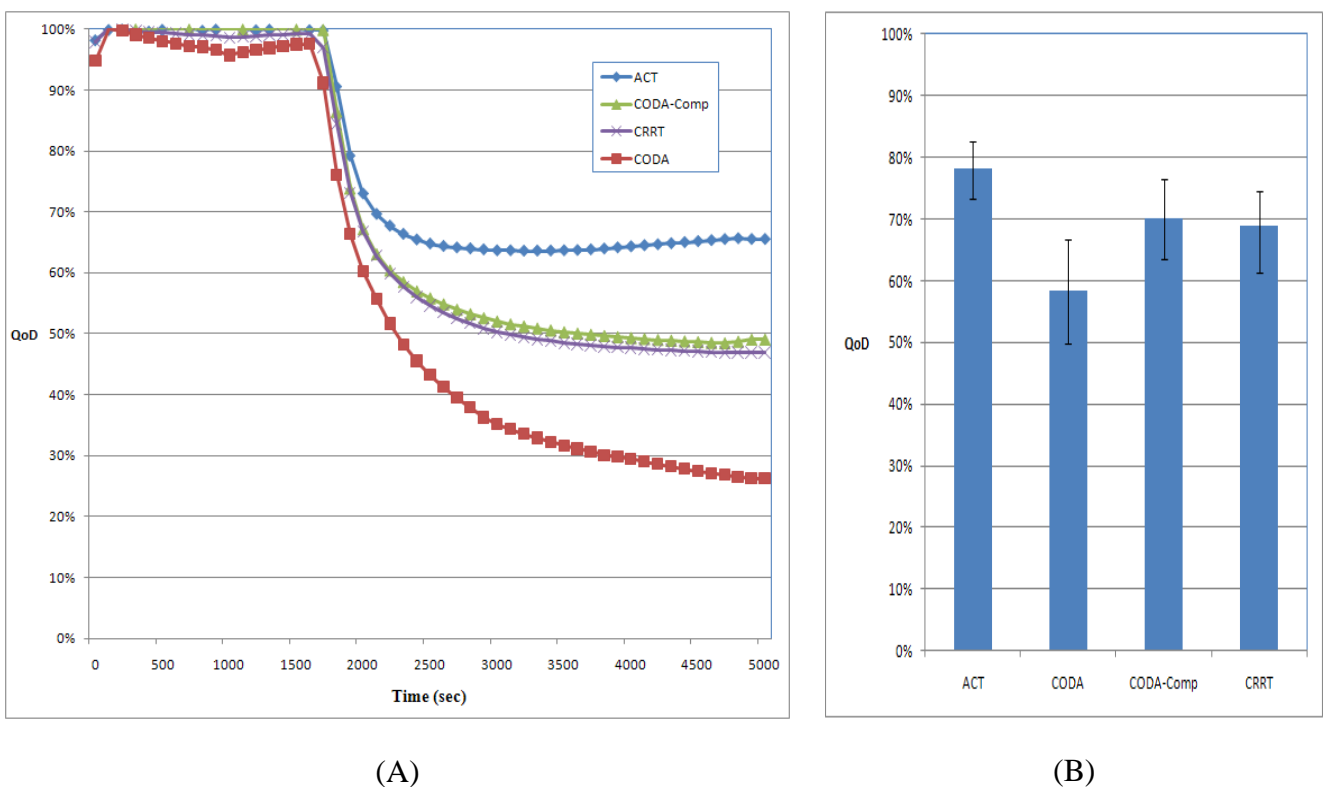 100%
90%
80%
70%
60%
50%
40%
30%
20%
10%
0%
QoD
0 500 1000 1500 2000 2500 3000 3500 4000 4500 5000
Time (sec)
ACT
CODA-Comp
CRRT
CODA
(A)
100%
90%
80%
70%
60%
50%
40%
30%
20%
10%
0%
QoD
ACT CODA CODA-Comp CRRT
(B)